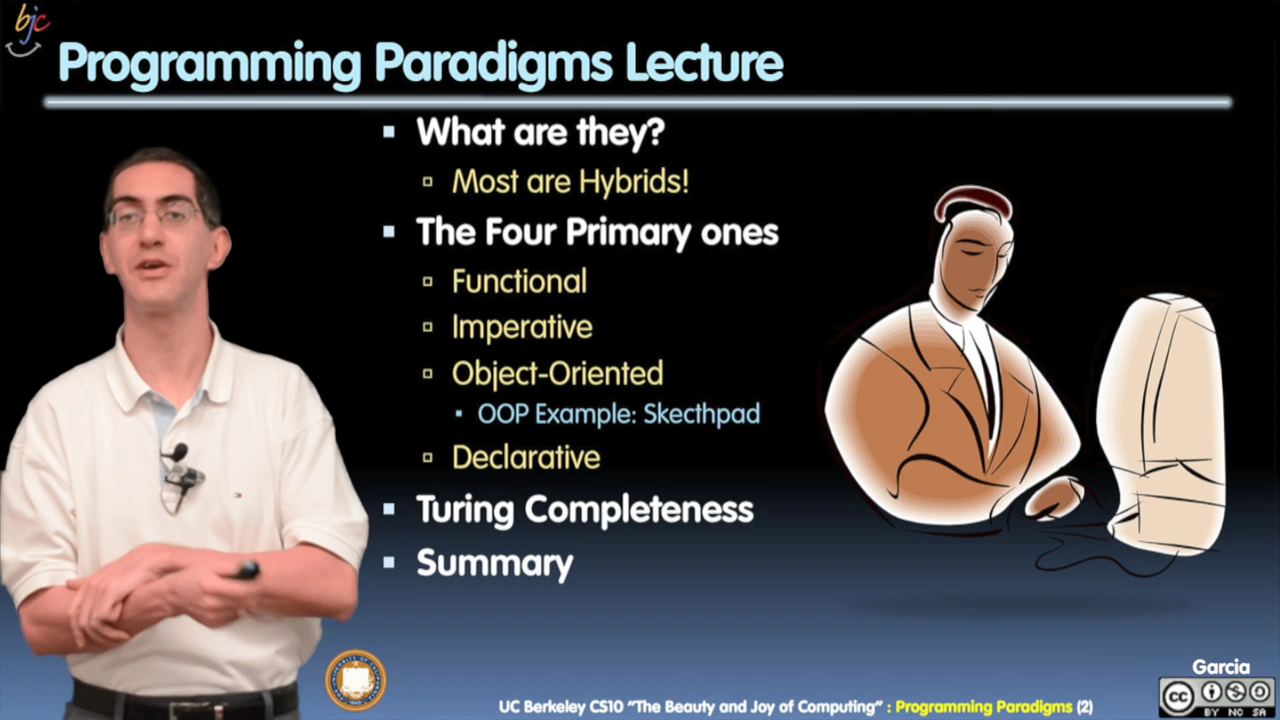 bjc
Programming Paradigms Lecture
What are they?
Most are Hybrids!
The Four Primary ones
Functional
Imperative
Object-Oriented
OOP Example: Skecthpad
Declarative
Turing Completeness
Summary
Garcia
UC Berkeley CS10 "The Beauty and Joy of Computing" : Programming Paradigms (2)
cc
BY NC SA